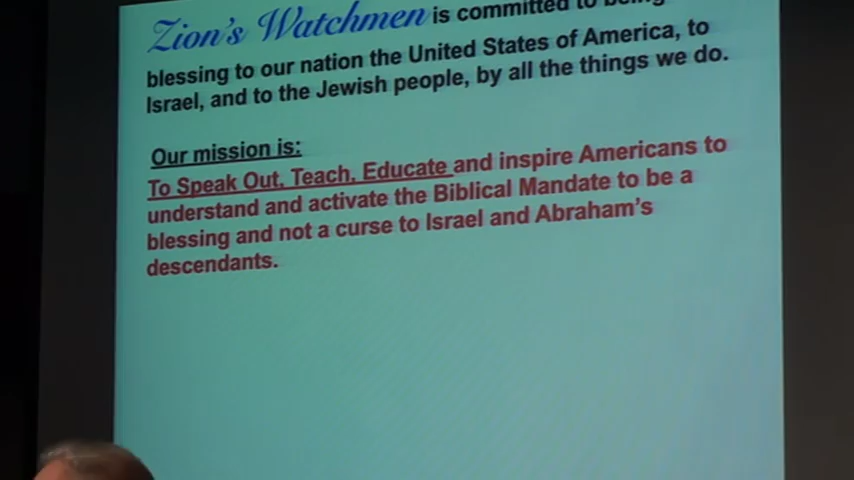 Zion's Watchmen is committed to being
blessing to our nation the United States of America, to
Israel, and to the Jewish people, by all the things we do.
Our mission is:
To Speak Out, Teach, Educate and inspire Americans to
understand and activate the Biblical Mandate to be a
blessing and not a curse to Israel and Abraham's
descendants.